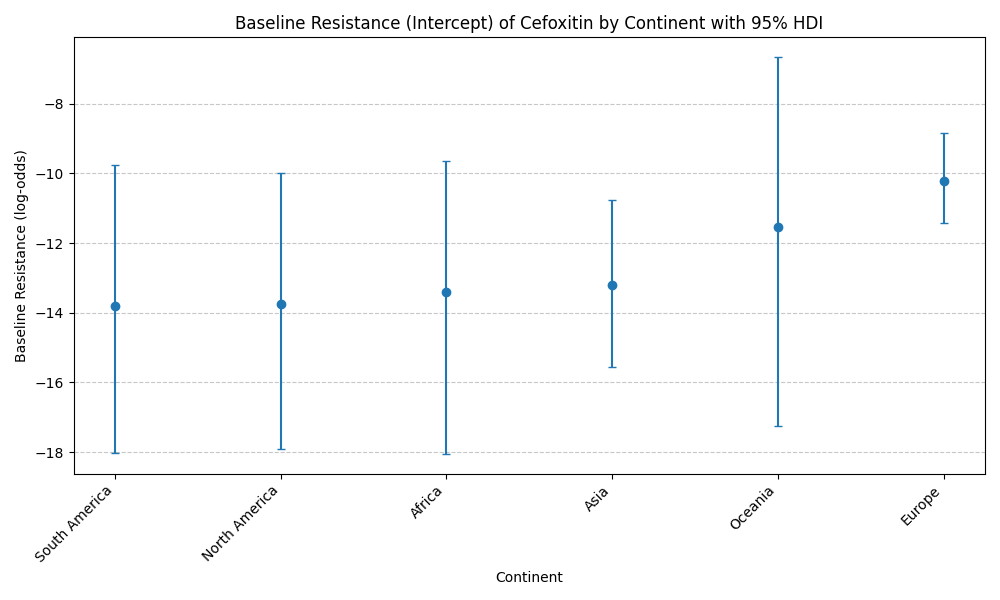 Baseline Resistance (Intercept) of Cefoxitin by Continent with 95% HDI
Baseline Resistance (log-odds)
−8
−10
−12
−14
−16
−18
South America
North America
Africa
Asia
Oceania
Europe
Continent